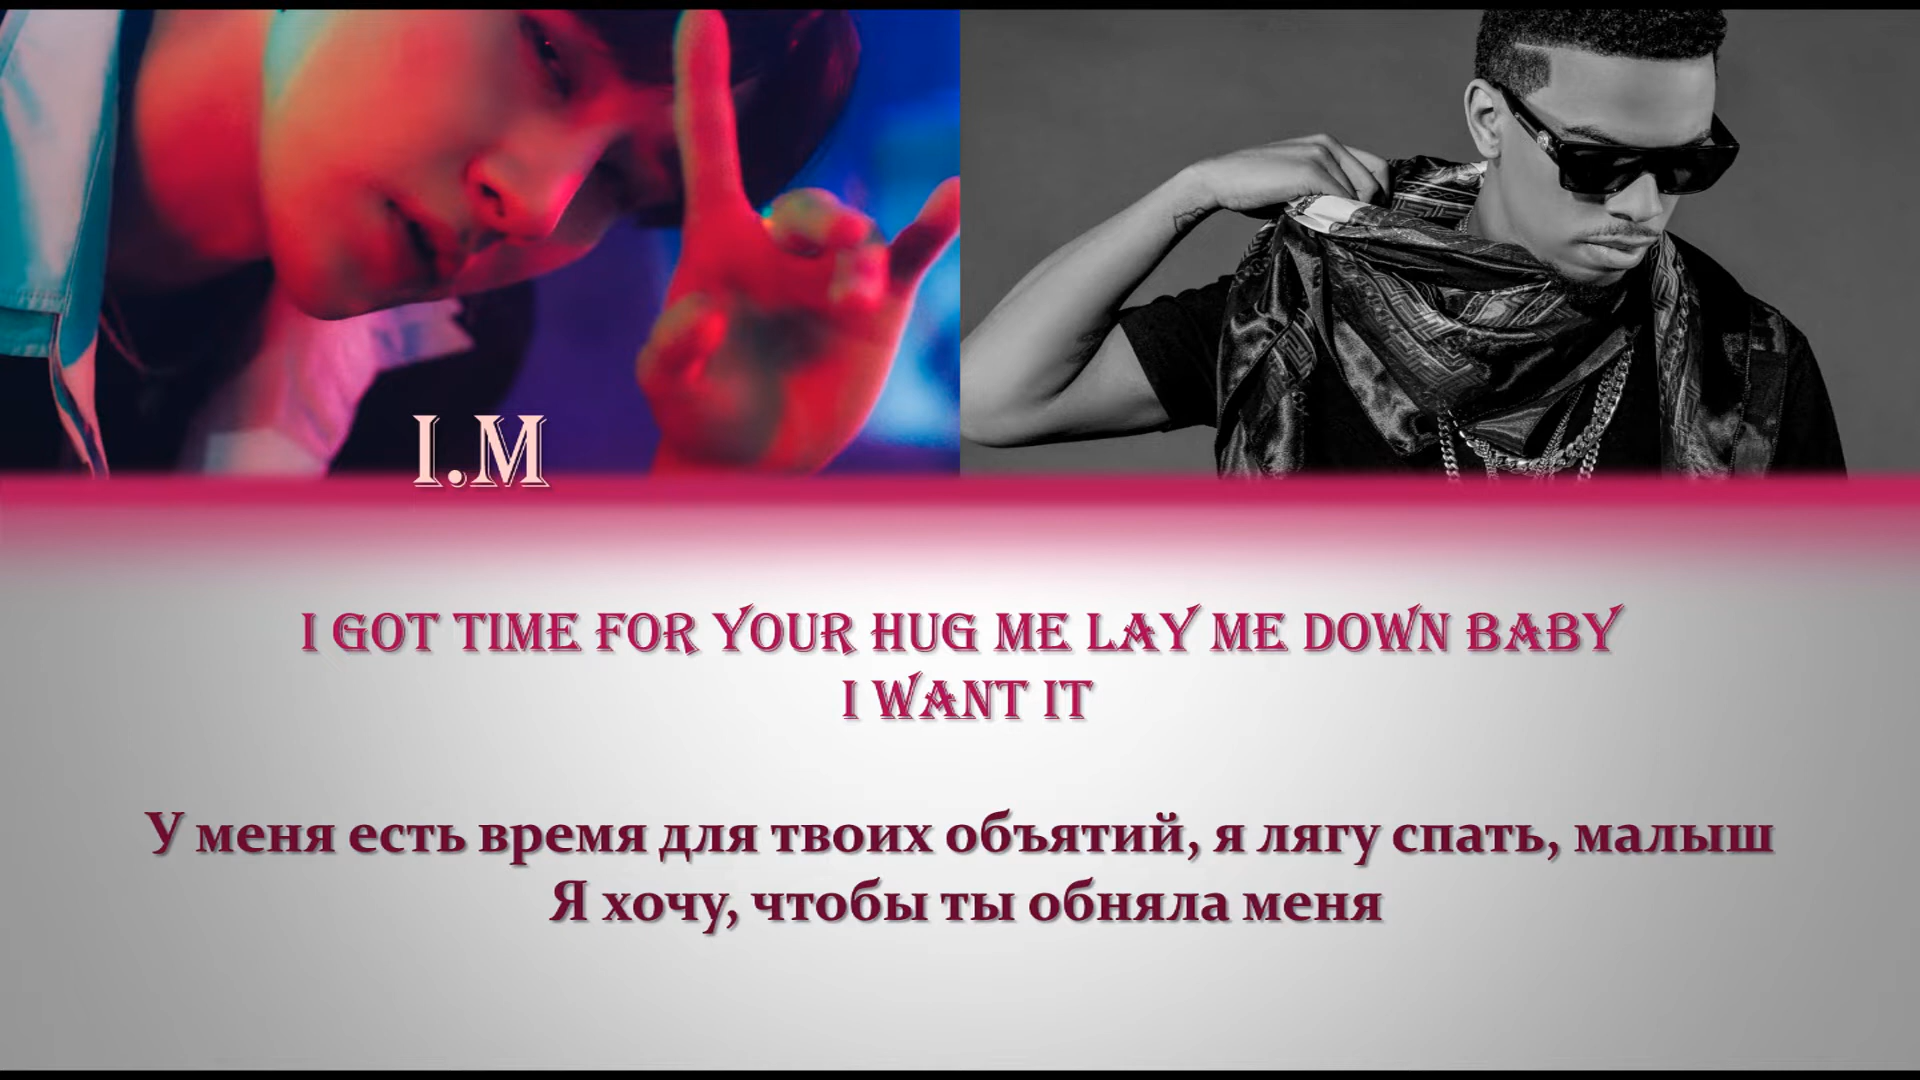 I.M
I GOT TIME FOR YOUR HUG ME LAY ME DOWN BABY
I WANT IT
У меня есть время для твоих объятий, я лягу спать, малыш
Я хочу, чтобы ты обняла меня